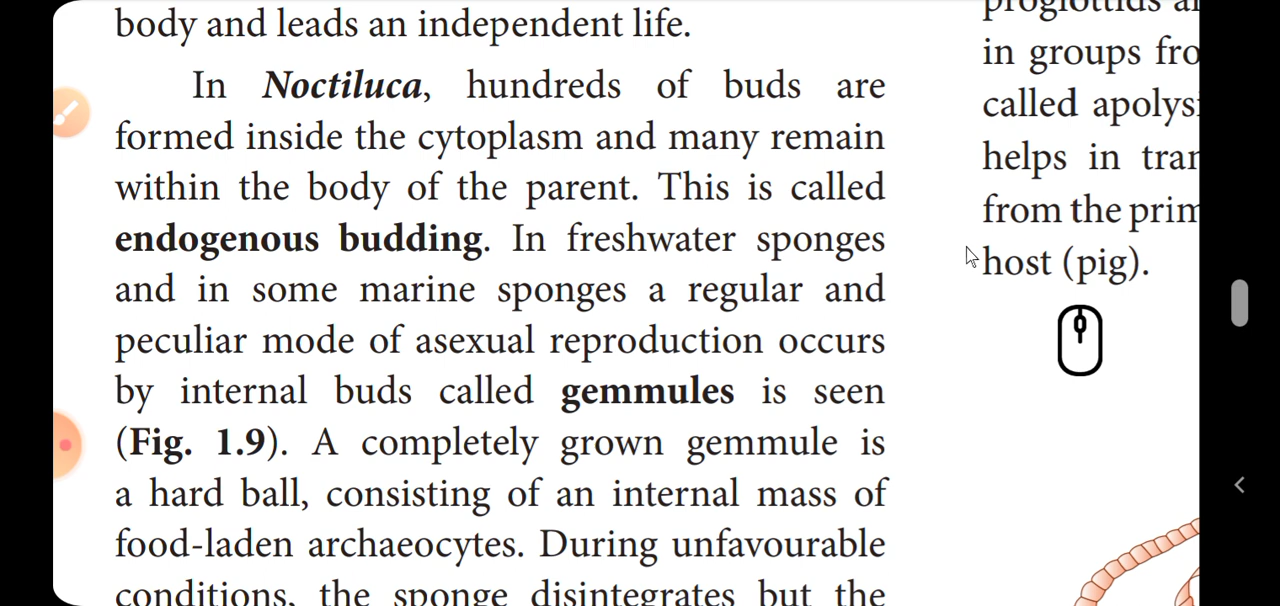 body and leads an independent life.
In Noctiluca, hundreds of buds are
formed inside the cytoplasm and many remain
within the body of the parent. This is called
endogenous budding. In freshwater sponges
and in some marine sponges a regular and
peculiar mode of asexual reproduction occurs
by internal buds called gemmules is seen
(Fig. 1.9). A completely grown gemmule is
a hard ball, consisting of an internal mass of
food-laden archaeocytes. During unfavourable
conditions, the sponge disintegrates but the
proglottids
in groups
called
helps in
from the
host (pig).